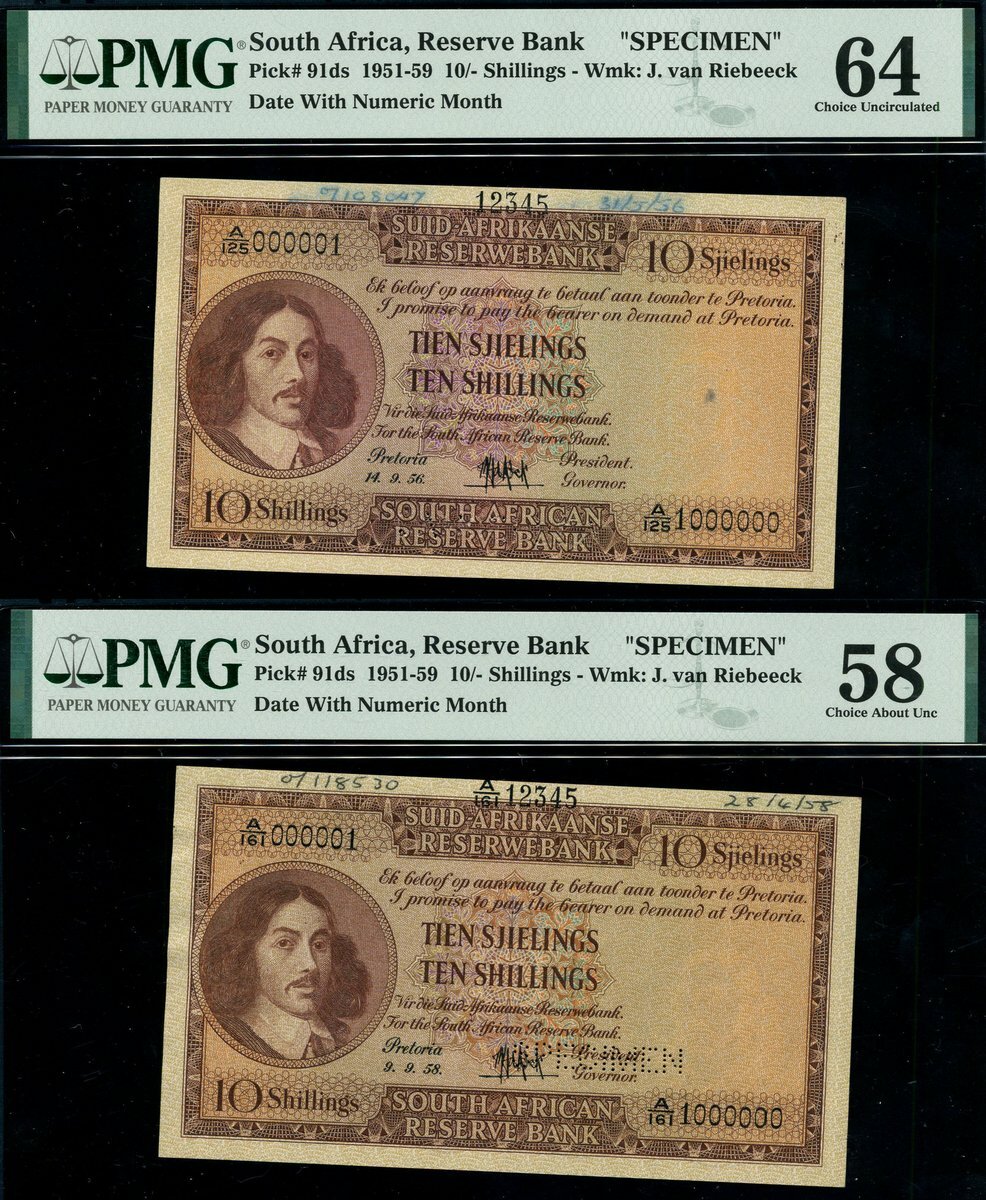 PMG®
PAPER MONEY GUARANTY
South Africa, Reserve Bank "SPECIMEN"
Pick# 91ds 1951-59 10/- Shillings - Wmk: J. van Riebeeck
Date With Numeric Month
64
Choice Uncirculated
12345
31/5/56
A/125 000001
SUID-AFRIKAANSE
RESERWEBANK
10 Sjielings
Ek beloof op aanvraag te betaal aan toonder te Pretoria.
I promise to pay the bearer on demand at Pretoria.
TIEN SJIELINGS
TEN SHILLINGS
Vir die Suid-Afrikaanse Reserwebank.
For the South African Reserve Bank.
Pretoria
14. 9. 56.
President.
Governor.
10 Shillings
SOUTH AFRICAN
RESERVE BANK
A/125 1000000
PMG®
PAPER MONEY GUARANTY
South Africa, Reserve Bank "SPECIMEN"
Pick# 91ds 1951-59 10/- Shillings - Wmk: J. van Riebeeck
Date With Numeric Month
58
Choice About Unc
O/118530
A/161 12345
28/4/58
A/161 000001
SUID-AFRIKAANSE
RESERWEBANK
10 Sjielings
Ek beloof op aanvraag te betaal aan toonder te Pretoria.
I promise to pay the bearer on demand at Pretoria.
TIEN SJIELINGS
TEN SHILLINGS
Vir die Suid-Afrikaanse Reserwebank.
For the South African Reserve Bank.
Pretoria
9. 9. 58.
President.
Governor.
SPECIMEN
10 Shillings
SOUTH AFRICAN
RESERVE BANK
A/161 1000000